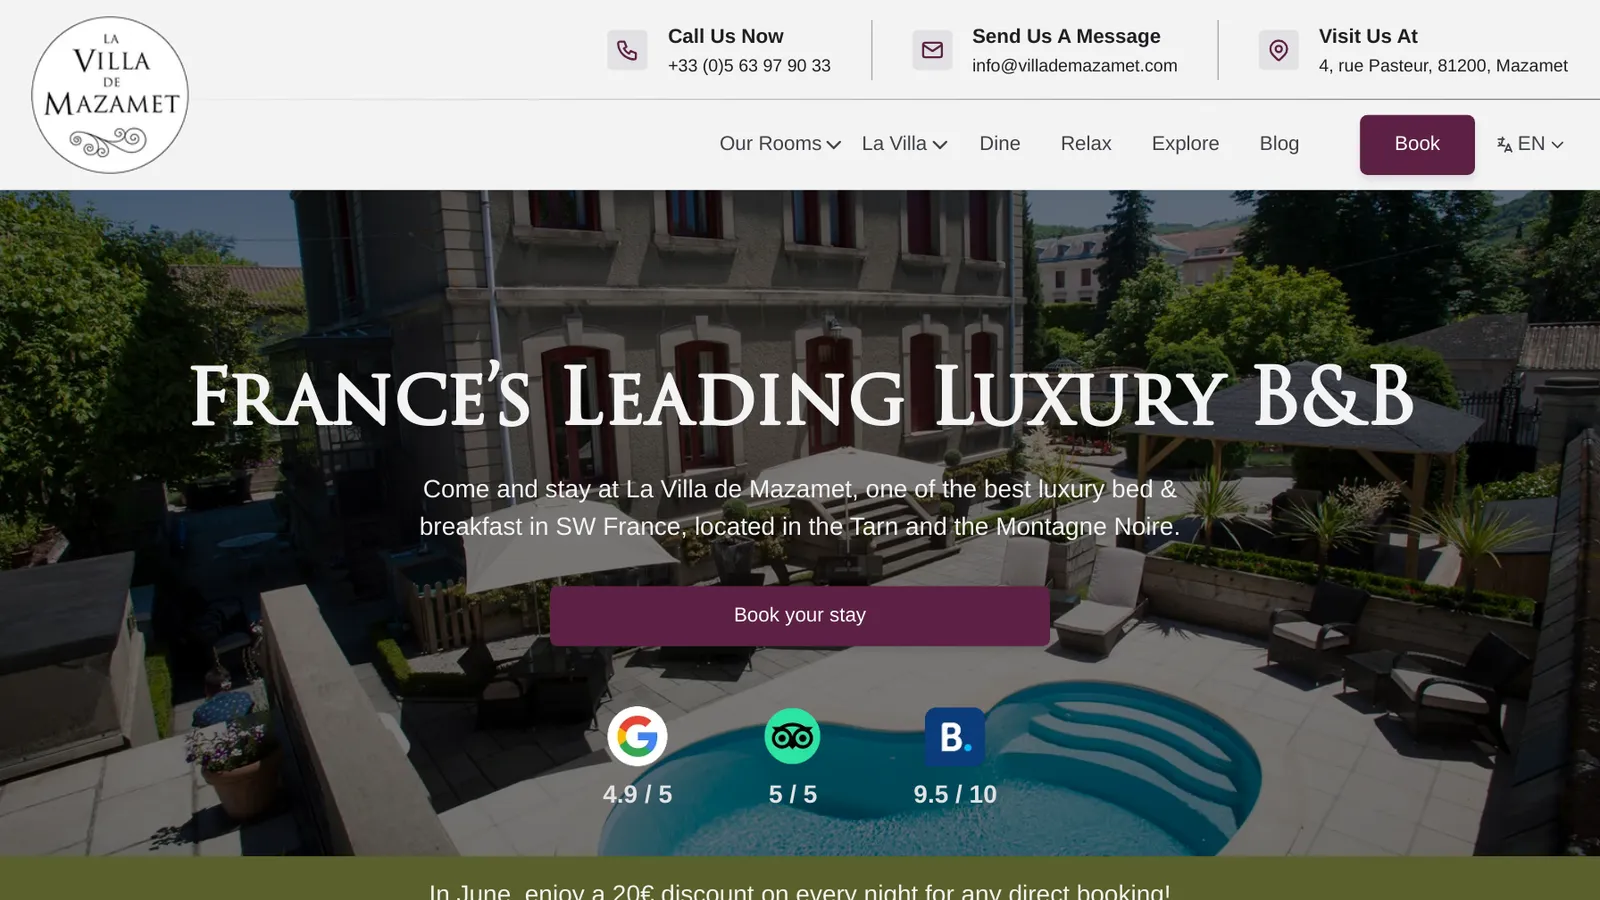 LA
VILLA
DE
MAZAMET
Call Us Now
+33 (0)5 63 97 90 33
Send Us A Message
info@villademazamet.com
Visit Us At
4, rue Pasteur, 81200, Mazamet
Our Rooms
La Villa
Dine
Relax
Explore
Blog
Book
EN
France’s Leading Luxury B&B
Come and stay at La Villa de Mazamet, one of the best luxury bed &
breakfast in SW France, located in the Tarn and the Montagne Noire.
Book your stay
B.
4.9 / 5
5 / 5
9.5 / 10
In June, enjoy a 20€ discount on every night for any direct booking!